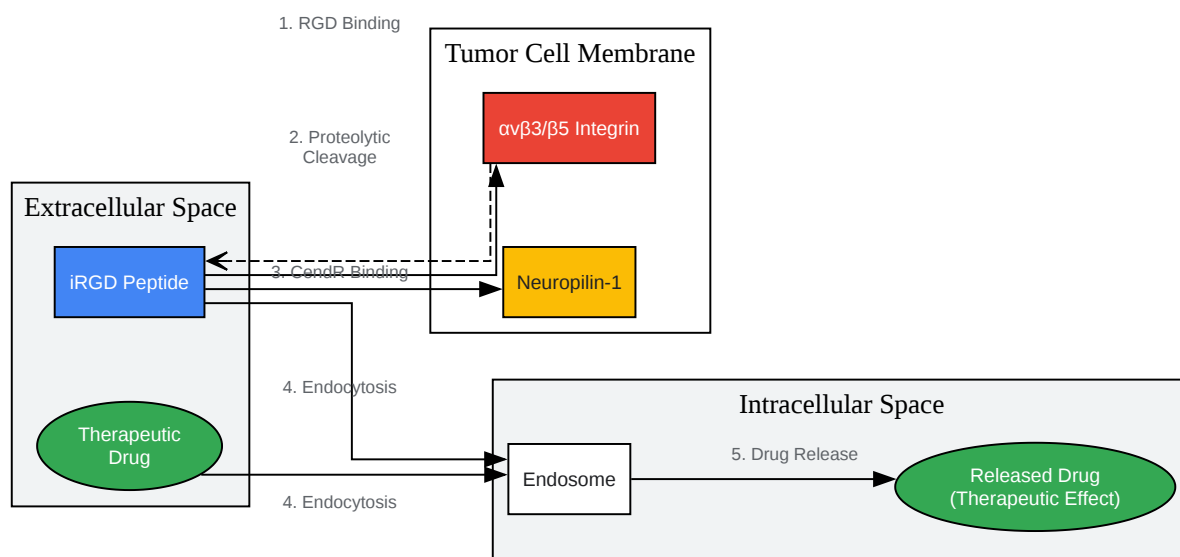 1. RGD Binding
Tumor Cell Membrane
αvβ3/β5 Integrin
2. Proteolytic
Cleavage
Extracellular Space
iRGD Peptide
3. CendR Binding
Neuropilin-1
4. Endocytosis
Intracellular Space
Therapeutic
Drug
Endosome
5. Drug Release
Released Drug
(Therapeutic Effect)
4. Endocytosis